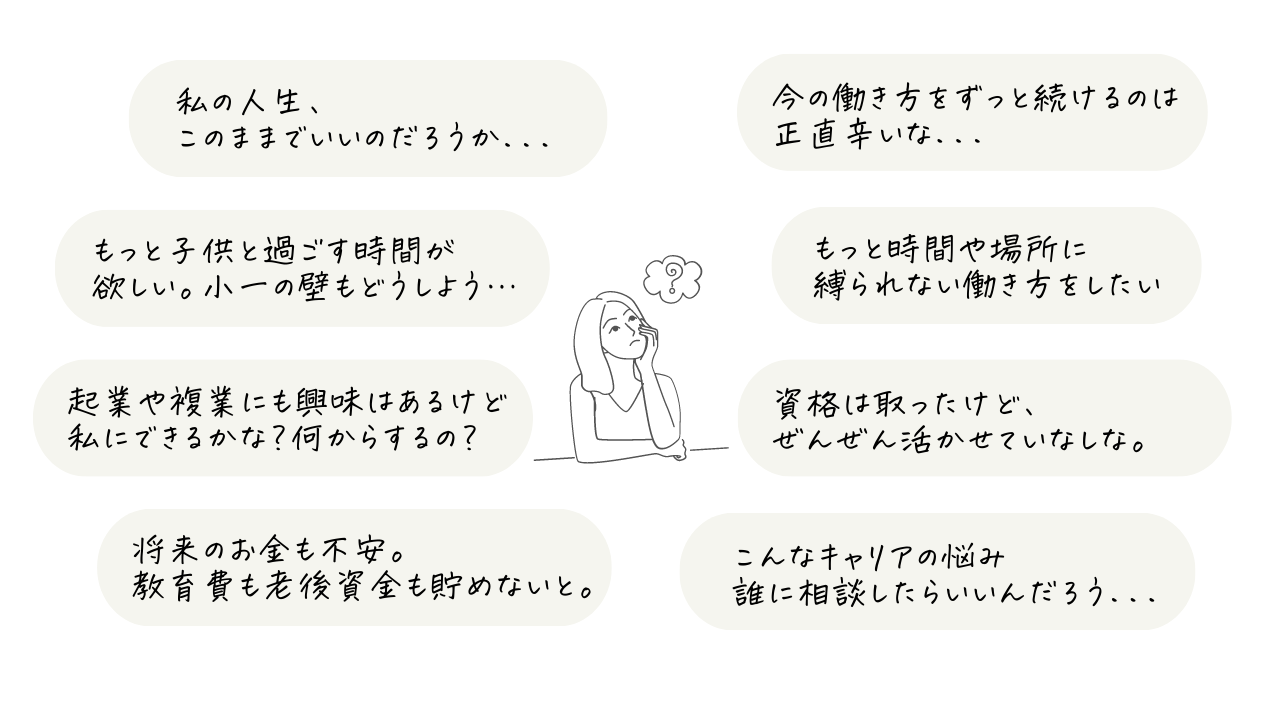 私の人生、
このままでいいのだろうか...
今の働き方をずっと続けるのは
正直辛いな...
もっと子供と過ごす時間が
欲しい。小一の壁もどうしよう…
もっと時間や場所に
縛られない働き方をしたい
起業や複業にも興味はあるけど
私にできるかな?何からするの?
資格は取ったけど、
ぜんぜん活かせていなしな。
将来のお金も不安。
教育費も老後資金も貯めないと。
こんなキャリアの悩み
誰に相談したらいいんだろう...
?